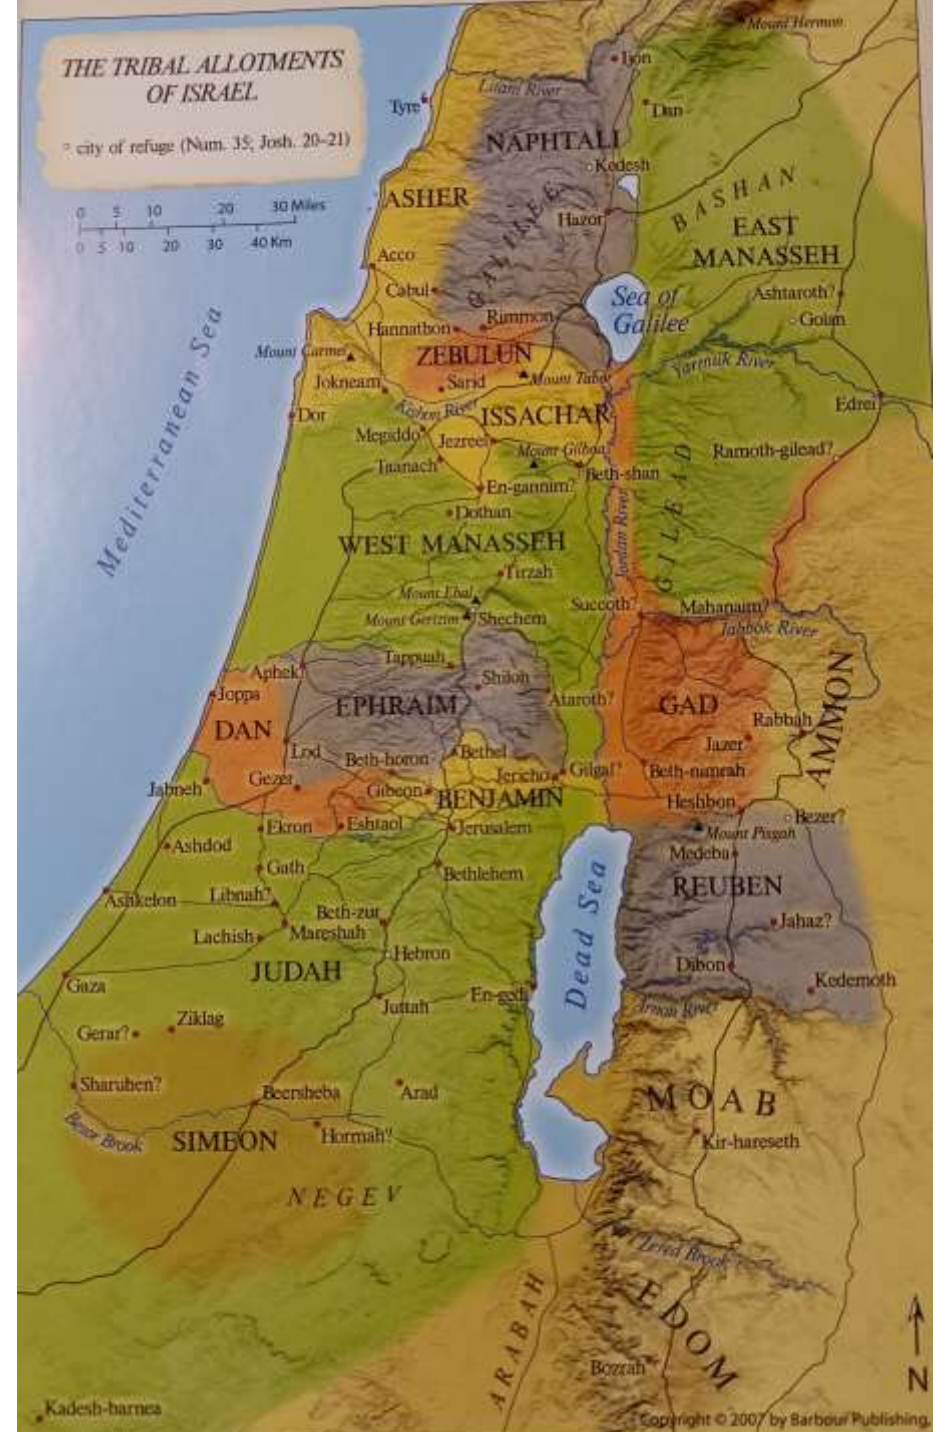 THE TRIBAL ALLOTMENTS
OF ISRAEL
city of refuge (Num. 35; Josh. 20–21)
0 5 10 20 30 Miles
0 5 10 20 30 40 Km
Mount Hermon
Ijon
Litani River
Tyre
Dan
NAPHTALI
Kedesh
BASHAN
ASHER
GALILEE
Hazor
EAST
MANASSEH
Acco
Cabul
Sea of
Galilee
Ashtaroth?
Golan
Rimmon
Hannathon
Mount Carmel
ZEBULUN
Yarmuk River
Jokneam
Sarid
Mount Tabor
Mediterranean Sea
Dor
Kishon River
ISSACHAR
Edrei
Megiddo
Jezreel
Mount Gilboa
Ramoth-gilead?
Taanach
Beth-shan
En-gannim?
GILEAD
Dothan
Jordan River
WEST MANASSEH
Tirzah
Mount Ebal
Succoth?
Mahanaim?
Mount Gerizim
Shechem
Jabbok River
Tappuah
Aphek
Shiloh
Joppa
EPHRAIM
Ataroth?
GAD
AMMON
DAN
Rabbah
Lod
Beth-horon
Bethel
Jazer
Gezer
Jericho
Gilgal?
Beth-nimrah
Jabneh
Gibeon
BENJAMIN
Heshbon
Bezer?
Ekron
Eshtaol
Jerusalem
Mount Pisgah
Ashdod
Medeba
Gath
Bethlehem
REUBEN
Ashkelon
Libnah?
Beth-zur
Dead Sea
Jahaz?
Lachish
Mareshah
Hebron
JUDAH
Dibon
Gaza
En-gedi
Kedemoth
Juttah
Arnon River
Ziklag
Gerar?
Sharuhen?
Beersheba
Arad
MOAB
Besor Brook
SIMEON
Hormah?
Kir-hareseth
NEGEV
Zered Brook
EDOM
ARABAH
Bozrah
N
Kadesh-barnea
Copyright © 2007 by Barbour Publishing.